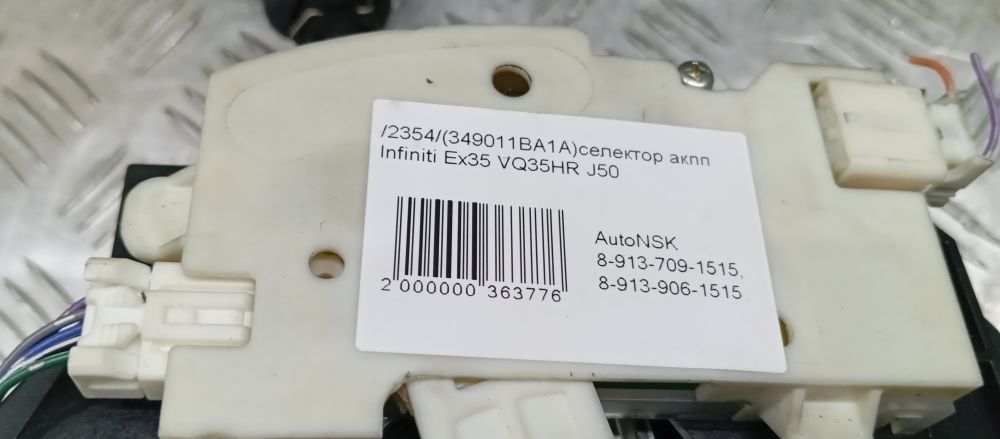 /2354/(349011BA1A)селектор акпп
Infiniti Ex35 VQ35HR J50
AutoNSK
8-913-709-1515,
8-913-906-1515
2 000000 363776